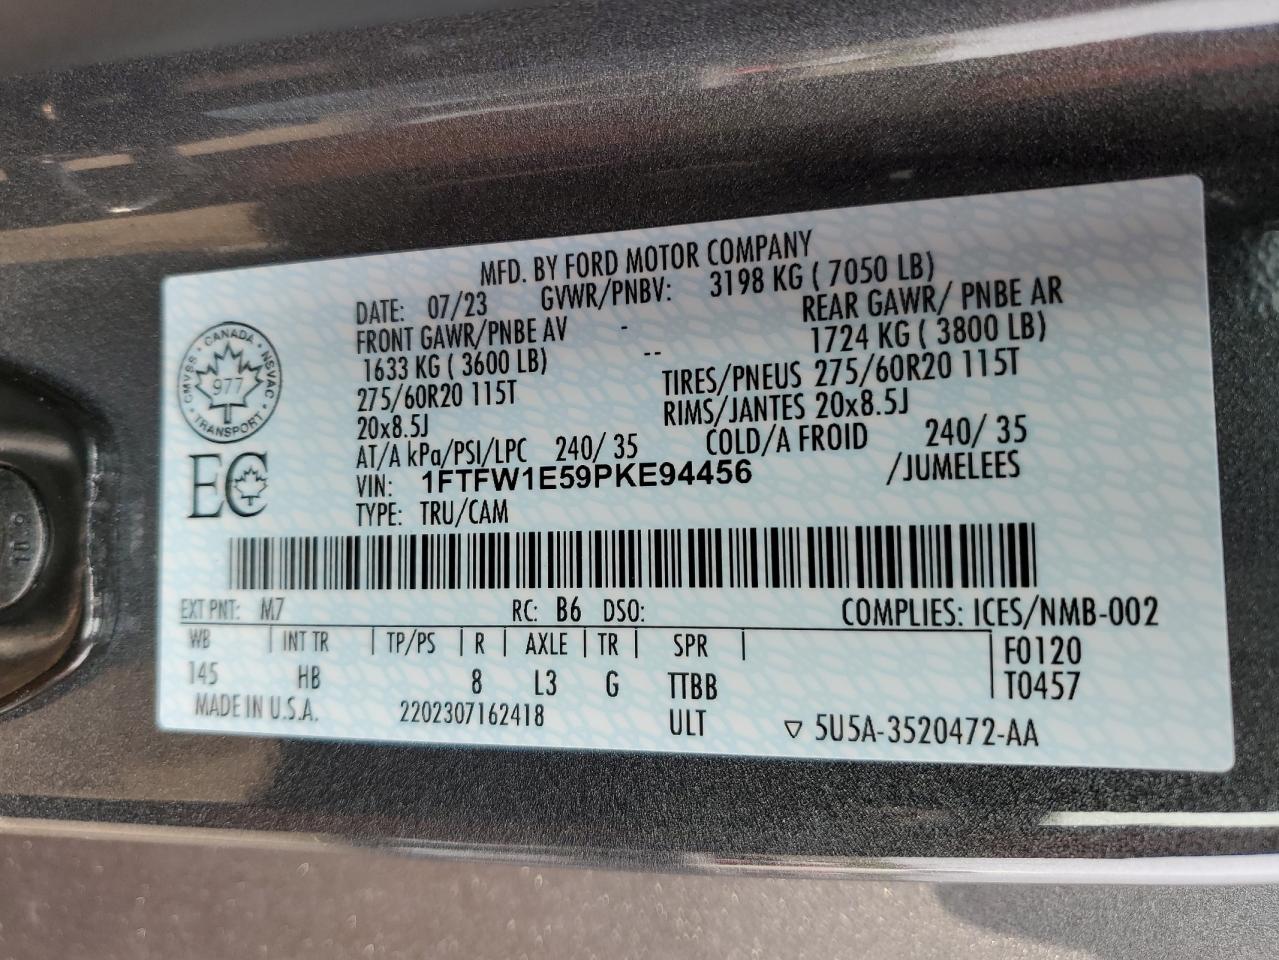 MFD. BY FORD MOTOR COMPANY
DATE: 07/23 GVWR/PNBV: 3198 KG ( 7050 LB)
FRONT GAWR/PNBE AV - REAR GAWR/ PNBE AR
1633 KG ( 3600 LB) -- 1724 KG ( 3800 LB)
275/60R20 115T TIRES/PNEUS 275/60R20 115T
20x8.5J RIMS/JANTES 20x8.5J
AT/A kPa/PSI/LPC 240/ 35 COLD/A FROID 240/ 35
VIN: 1FTFW1E59PKE94456 /JUMELEES
TYPE: TRU/CAM
CANADA
CMVSS NSVAC
977
TRANSPORT
EC
EXT PNT: M7 RC: B6 DSO: COMPLIES: ICES/NMB-002
WB | INT TR | TP/PS | R | AXLE | TR | SPR | F0120
145 HB 8 L3 G TTBB T0457
MADE IN U.S.A. 2202307162418 ULT ▽ 5U5A-3520472-AA